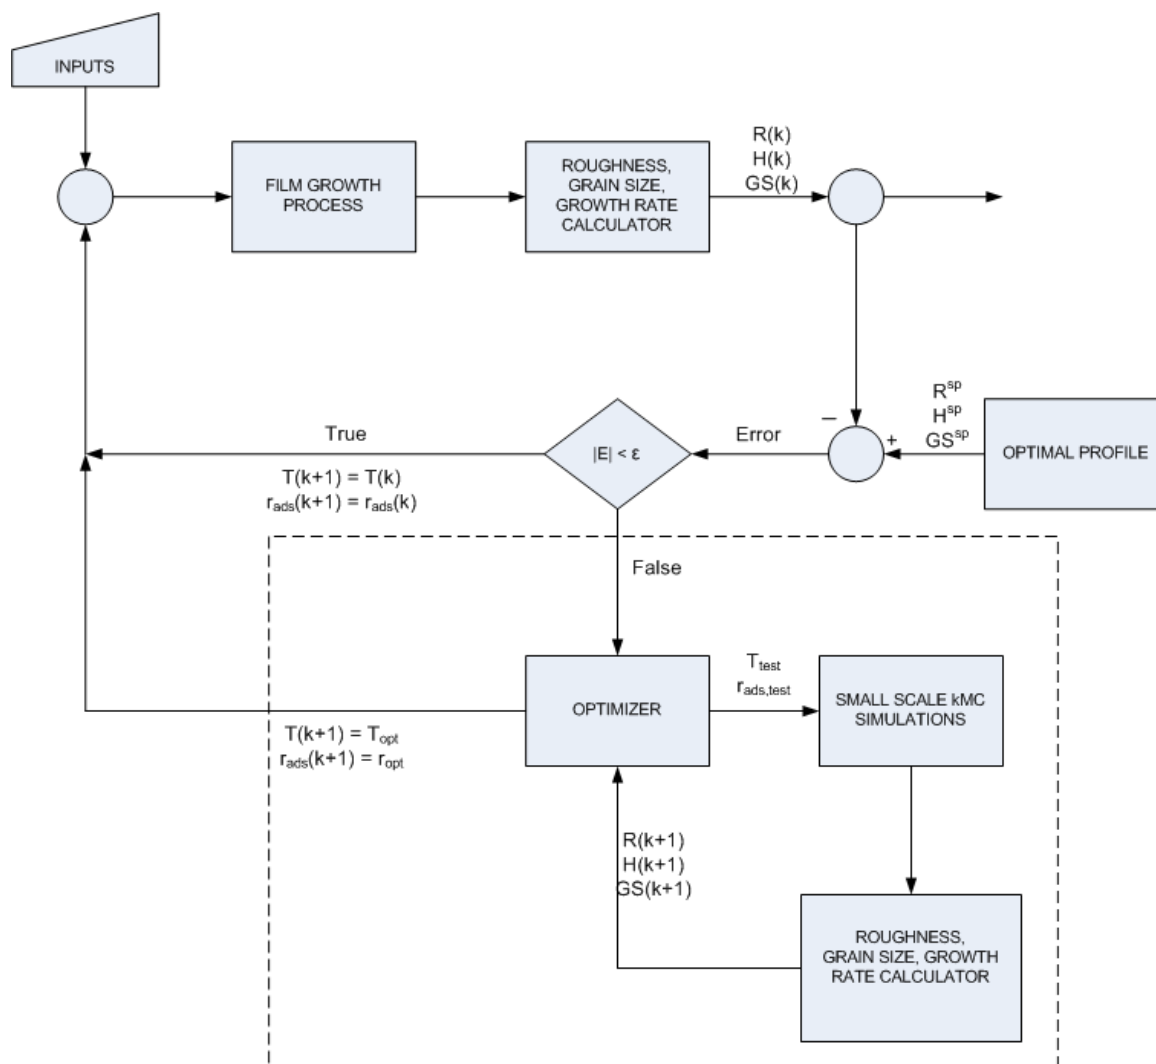 INPUTS
FILM GROWTH
PROCESS
ROUGHNESS,
GRAIN SIZE,
GROWTH RATE
CALCULATOR
R(k)
H(k)
GS(k)
R^sp
H^sp
GS^sp
OPTIMAL PROFILE
−
+
Error
|E| < ε
True
T(k+1) = T(k)
r_ads(k+1) = r_ads(k)
False
OPTIMIZER
T_test
r_ads,test
SMALL SCALE kMC
SIMULATIONS
T(k+1) = T_opt
r_ads(k+1) = r_opt
R(k+1)
H(k+1)
GS(k+1)
ROUGHNESS,
GRAIN SIZE, GROWTH
RATE CALCULATOR